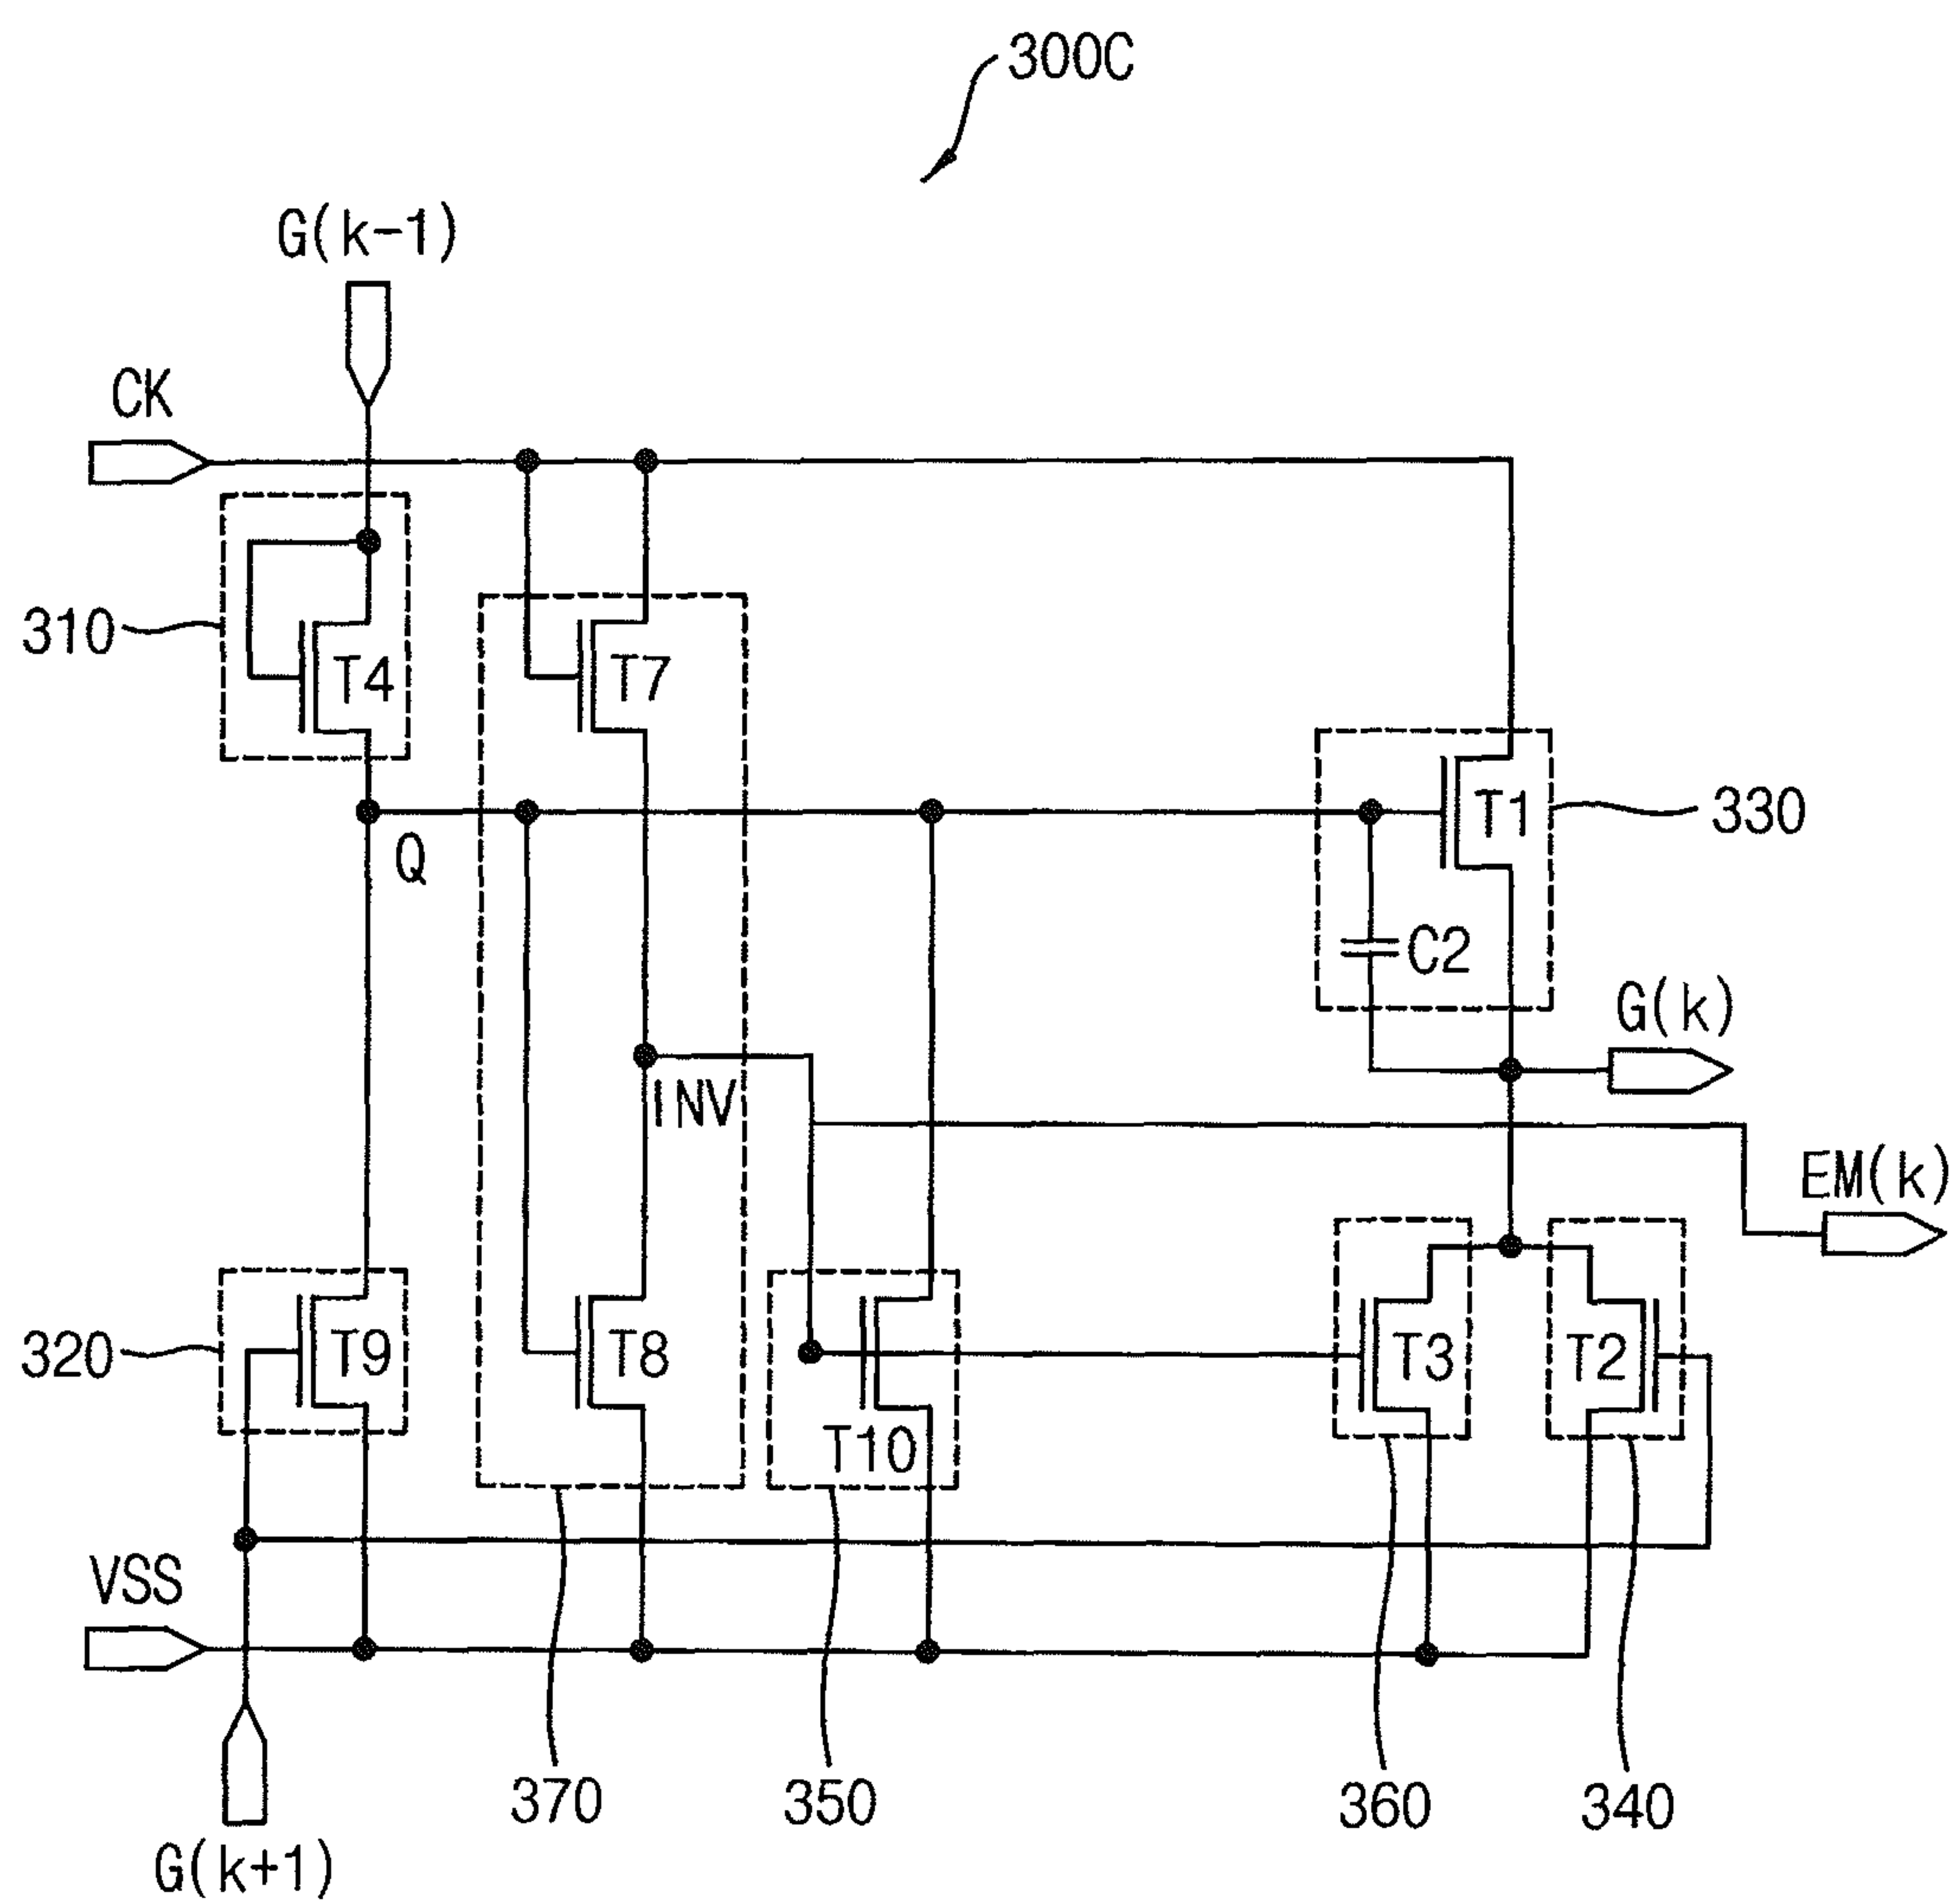 300C
G(k-1)
CK
310
T4
T7
T1
330
Q
C2
G(k)
INV
EM(k)
320
T9
T8
T10
T3
T2
VSS
370
350
360
340
G(k+1)